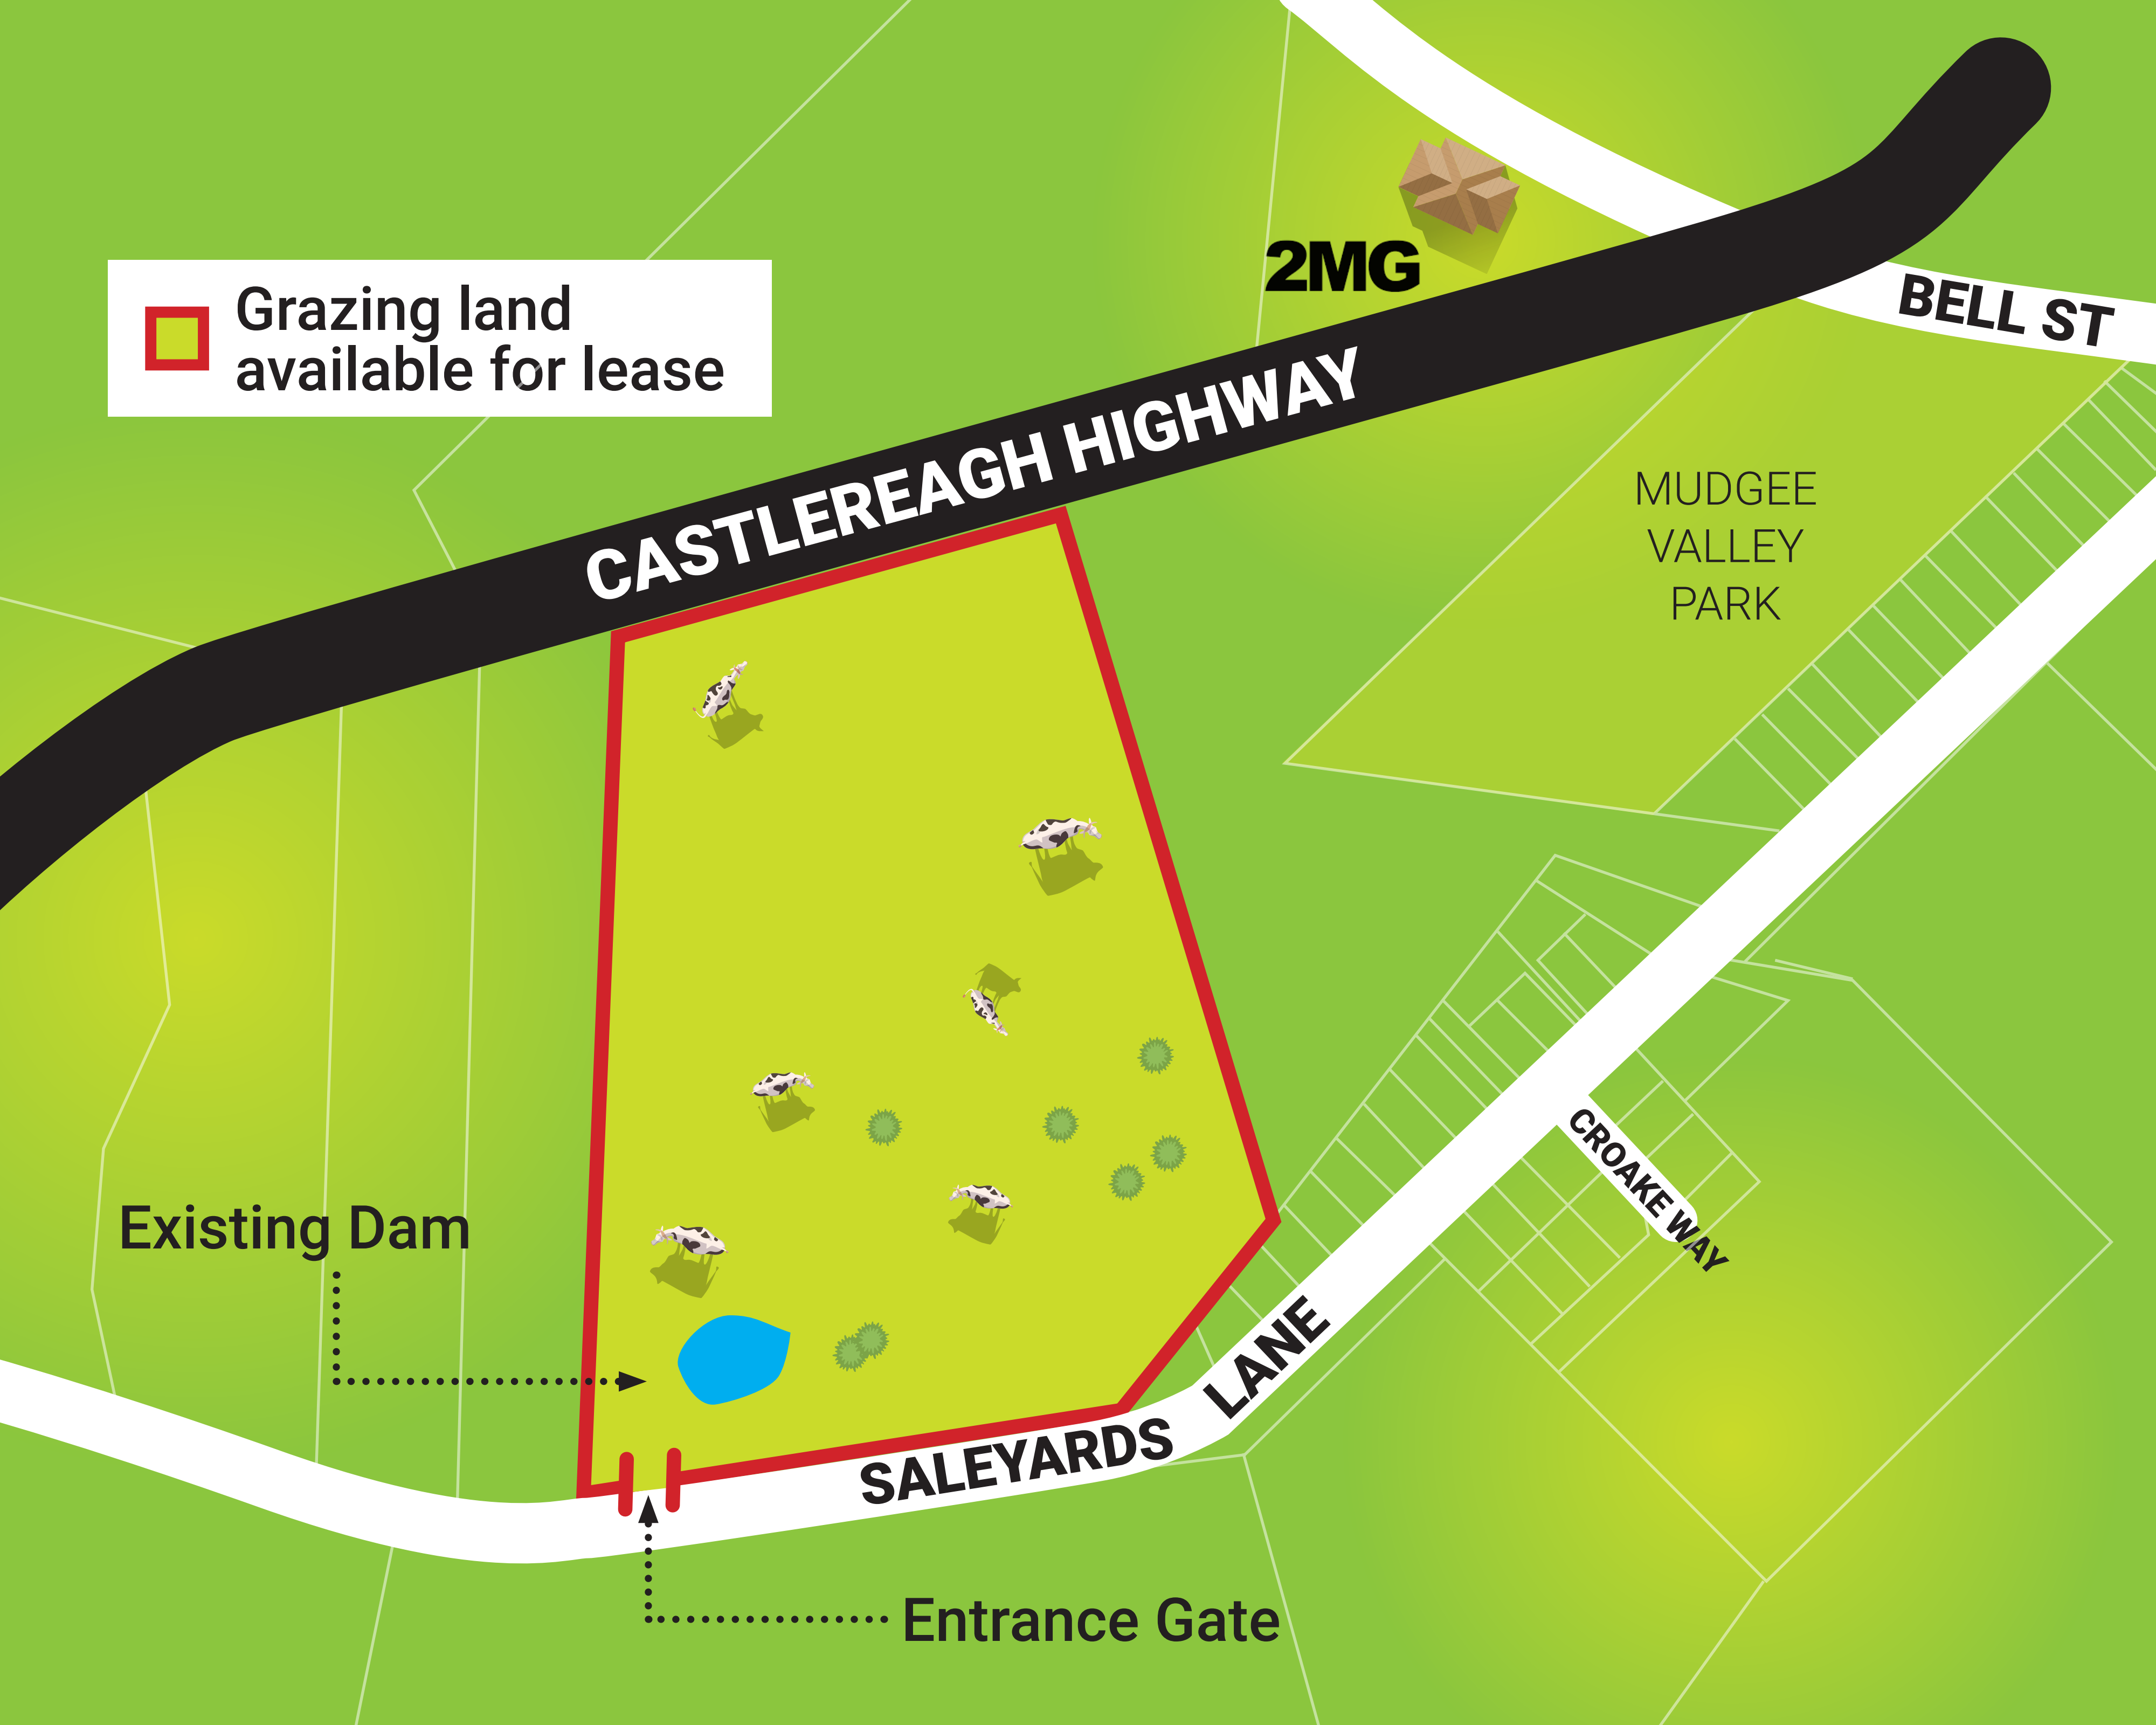 2MG
BELL ST
Grazing land
available for lease
CASTLEREAGH HIGHWAY
MUDGEE
VALLEY
PARK
CROAKE WAY
Existing Dam
SALEYARDS LANE
Entrance Gate